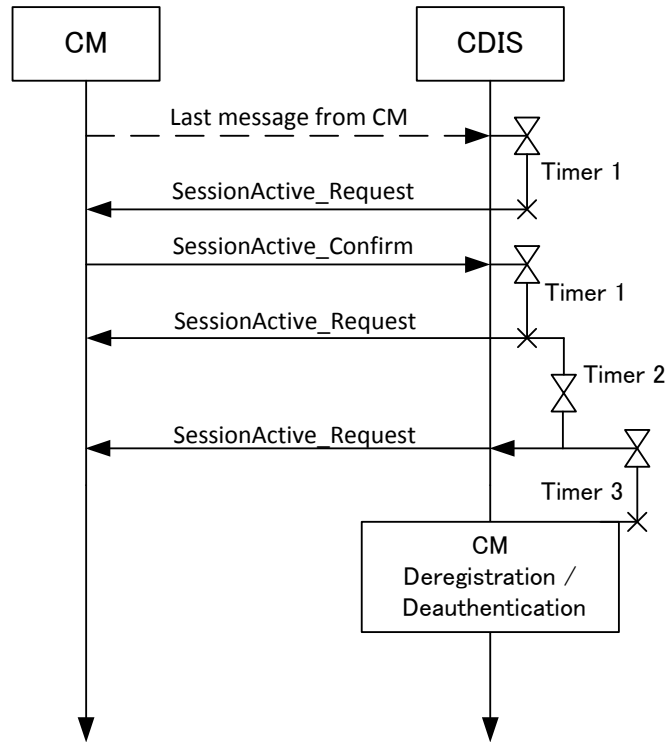 CM
CDIS
Last message from CM
Timer 1
SessionActive_Request
SessionActive_Confirm
Timer 1
SessionActive_Request
Timer 2
SessionActive_Request
Timer 3
CM
Deregistration /
Deauthentication